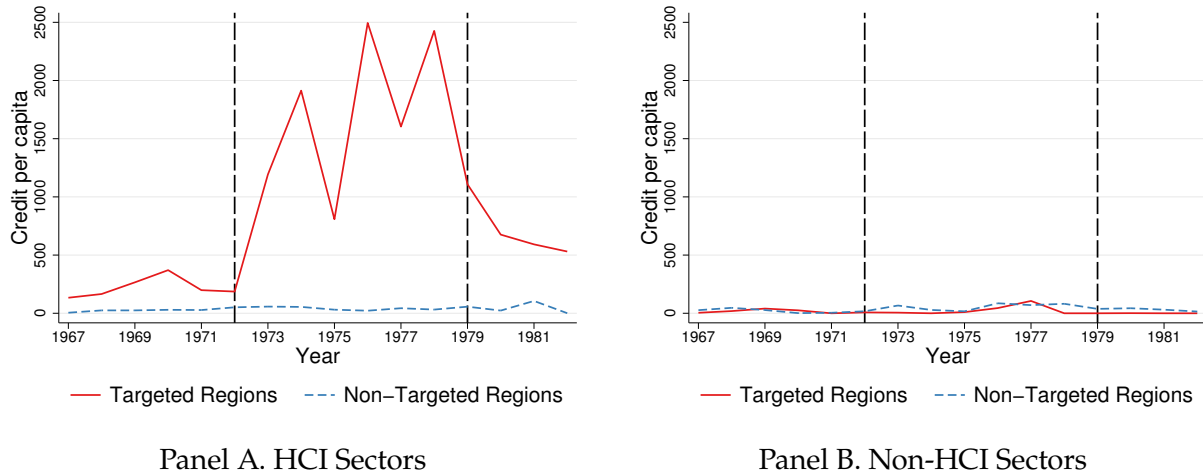 Credit per capita
2500
2000
1500
1000
500
0
1967 1969 1971 1973 1975 1977 1979 1981
Year
Targeted Regions Non−Targeted Regions
Panel A. HCI Sectors
Credit per capita
2500
2000
1500
1000
500
0
1967 1969 1971 1973 1975 1977 1979 1981
Year
Targeted Regions Non−Targeted Regions
Panel B. Non-HCI Sectors